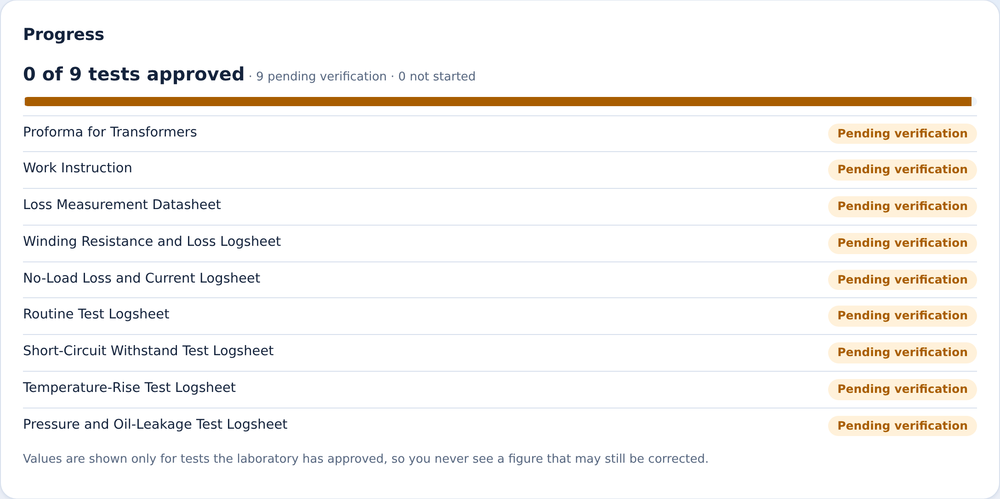 Progress
0 of 9 tests approved · 9 pending verification · 0 not started
Proforma for Transformers Pending verification
Work Instruction Pending verification
Loss Measurement Datasheet Pending verification
Winding Resistance and Loss Logsheet Pending verification
No-Load Loss and Current Logsheet Pending verification
Routine Test Logsheet Pending verification
Short-Circuit Withstand Test Logsheet Pending verification
Temperature-Rise Test Logsheet Pending verification
Pressure and Oil-Leakage Test Logsheet Pending verification
Values are shown only for tests the laboratory has approved, so you never see a figure that may still be corrected.